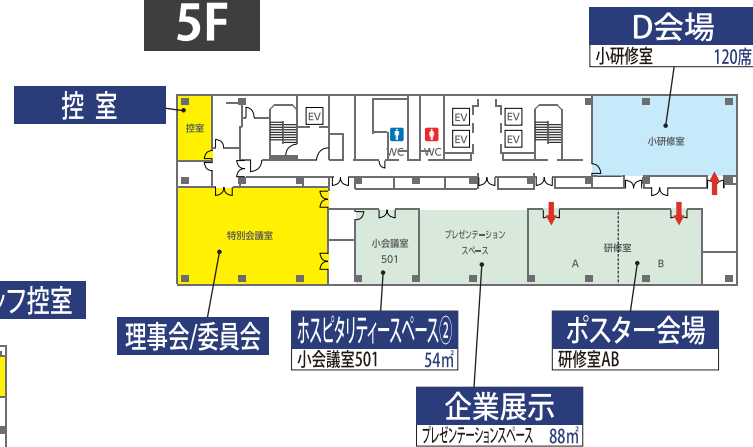 5F
D会場
小研修室 120席
控 室
控室
EV
EV
EV
EV
EV
WC
WC
小研修室
特別会議室
小会議室
501
プレゼンテーション
スペース
研修室
A
B
ッフ控室
理事会/委員会
ホスピタリティースペース②
小会議室501 54㎡
ポスター会場
研修室AB
企業展示
プレゼンテーションスペース 88㎡